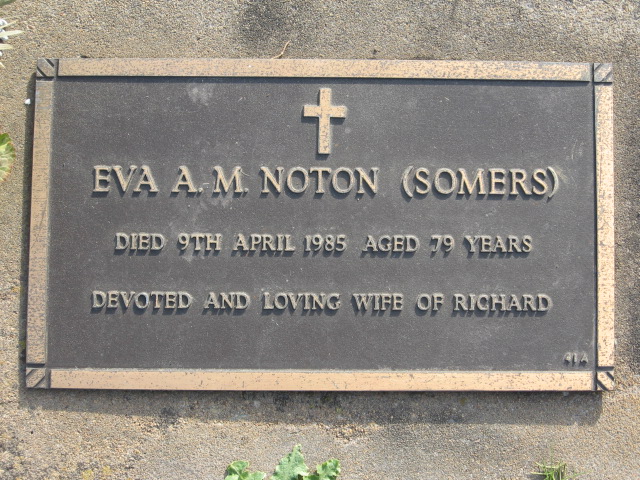 EVA A. M. NOTON (SOMERS)
DIED 9TH APRIL 1985 AGED 79 YEARS
DEVOTED AND LOVING WIFE OF RICHARD
41A